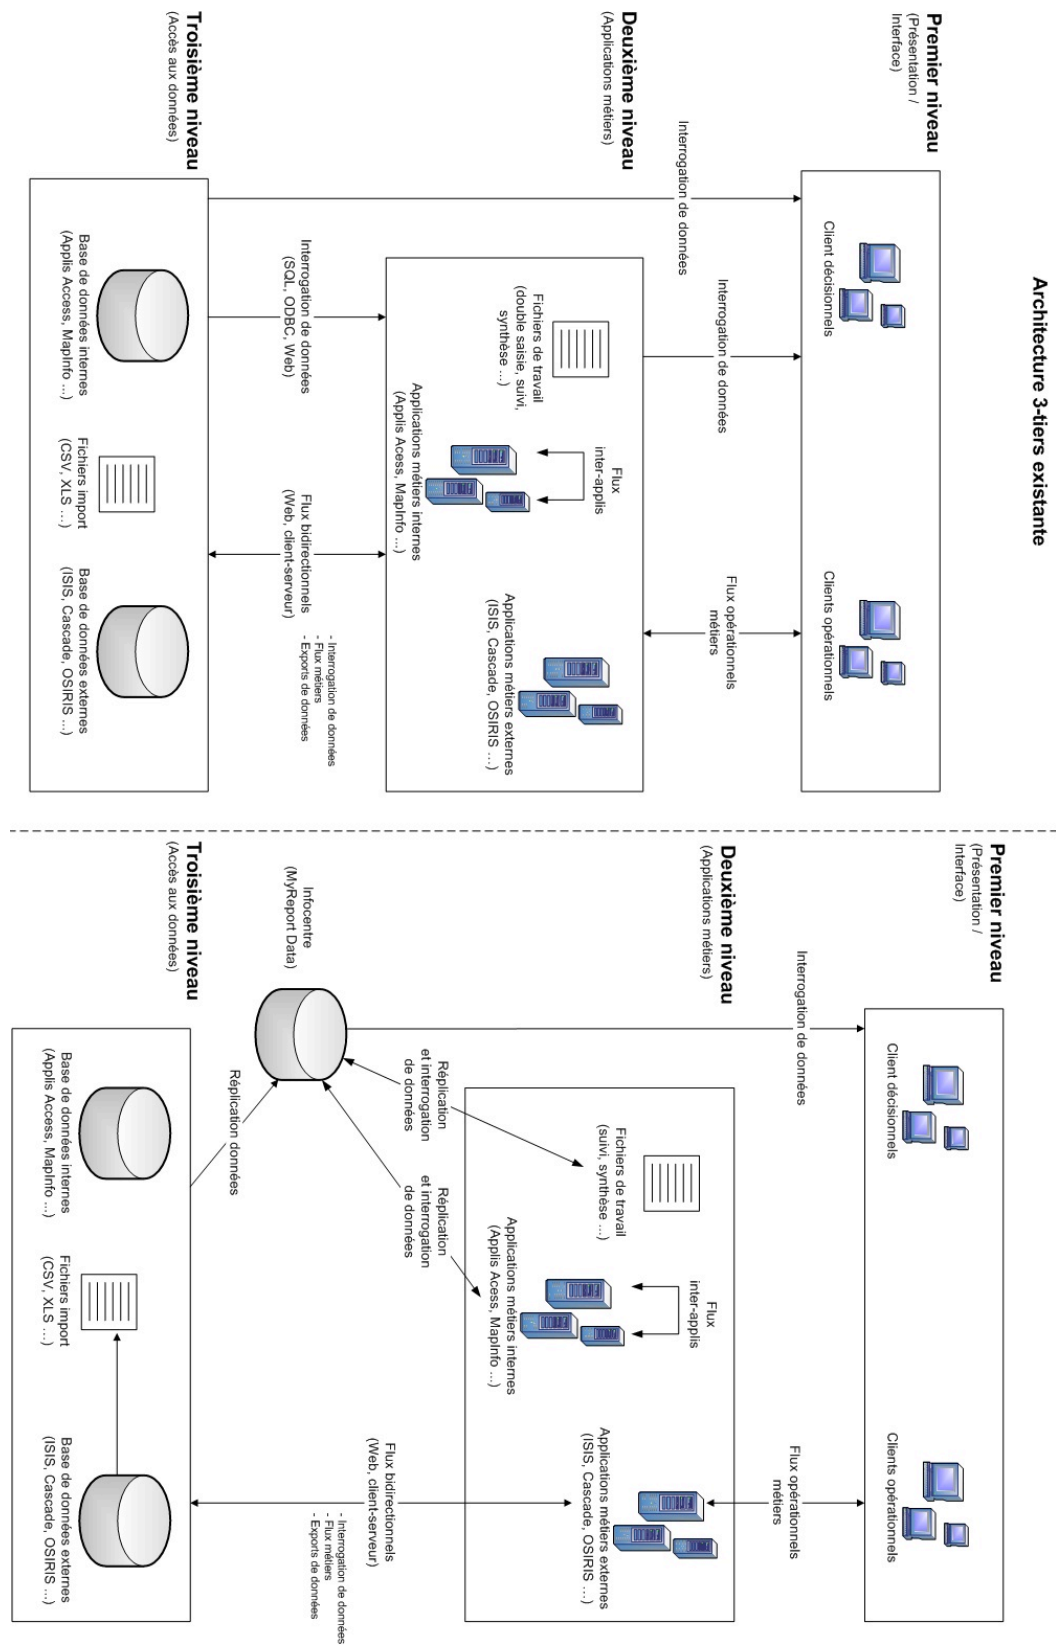 Architecture 3-tiers existante
Premier niveau
(Présentation /
Interface)
Client décisionnels
Clients opérationnels
Interrogation de données
Interrogation de données
Flux opérationnels
métiers
Deuxième niveau
(Applications métiers)
Fichiers de travail
(double saisie, suivi,
synthèse ...)
Flux
inter-applis
Applications métiers internes
(Applis Acess, MapInfo ...)
Applications métiers externes
(ISIS, Cascade, OSIRIS ...)
Interrogation de données
(SQL, ODBC, Web)
Flux bidirectionnels
(Web, client-serveur)
- Interrogation de données
- Flux métiers
- Exports de données
Troisième niveau
(Accès aux données)
Base de données internes
(Applis Access, MapInfo ...)
Fichiers import
(CSV, XLS ...)
Base de données externes
(ISIS, Cascade, OSIRIS ...)
Premier niveau
(Présentation /
Interface)
Client décisionnels
Clients opérationnels
Interrogation de données
Flux opérationnels
métiers
Deuxième niveau
(Applications métiers)
Fichiers de travail
(suivi, synthèse ...)
Flux
inter-applis
Applications métiers internes
(Applis Acess, MapInfo ...)
Applications métiers externes
(ISIS, Cascade, OSIRIS ...)
Réplication
et interrogation
de données
Réplication
et interrogation
de données
Flux bidirectionnels
(Web, client-serveur)
- Interrogation de données
- Flux métiers
- Exports de données
Infocentre
(MyReport Data)
Réplication données
Troisième niveau
(Accès aux données)
Base de données internes
(Applis Access, MapInfo ...)
Fichiers import
(CSV, XLS ...)
Base de données externes
(ISIS, Cascade, OSIRIS ...)